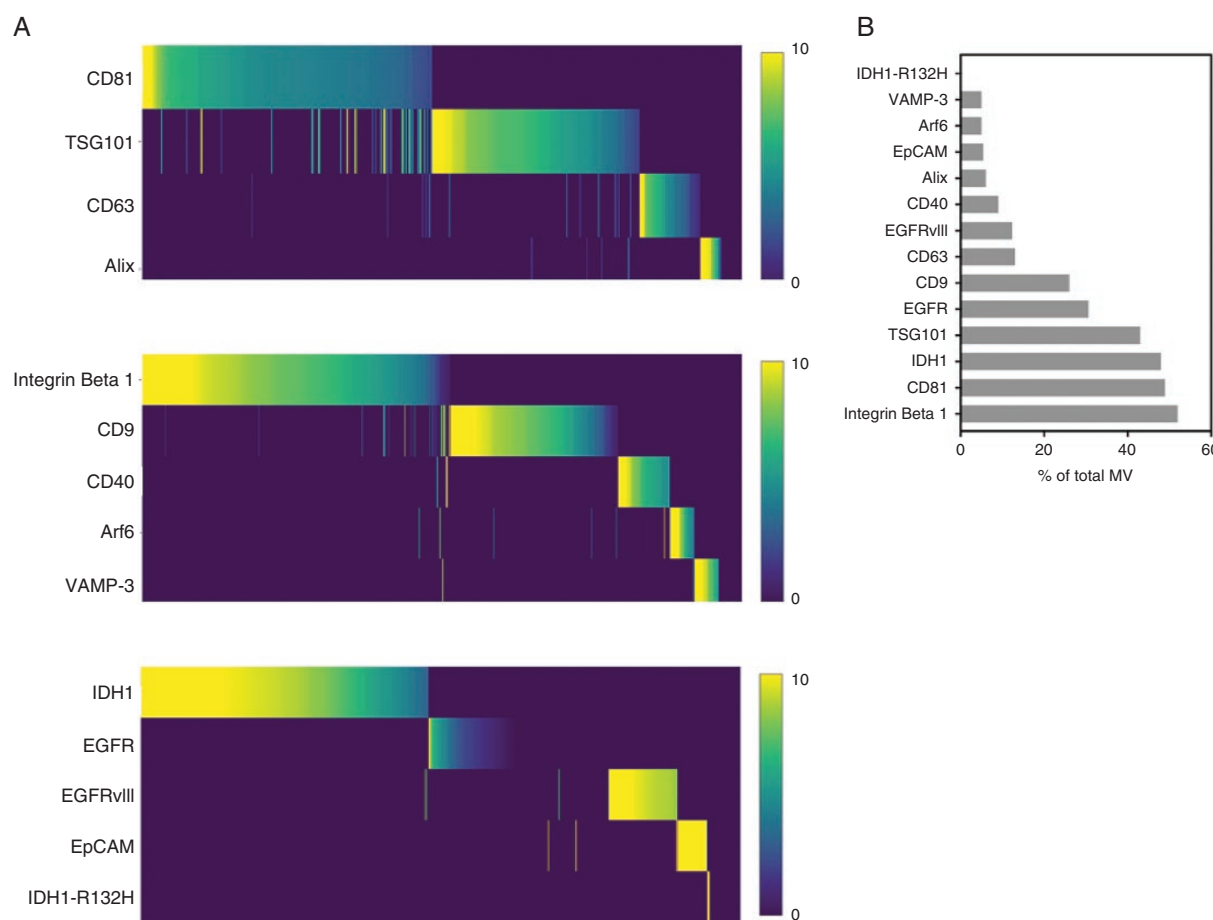 A
CD81
TSG101
CD63
Alix
10
0
Integrin Beta 1
CD9
CD40
Arf6
VAMP-3
10
0
IDH1
EGFR
EGFRvIII
EpCAM
IDH1-R132H
10
0
B
IDH1-R132H
VAMP-3
Arf6
EpCAM
Alix
CD40
EGFRvIII
CD63
CD9
EGFR
TSG101
IDH1
CD81
Integrin Beta 1
0 20 40 60
% of total MV